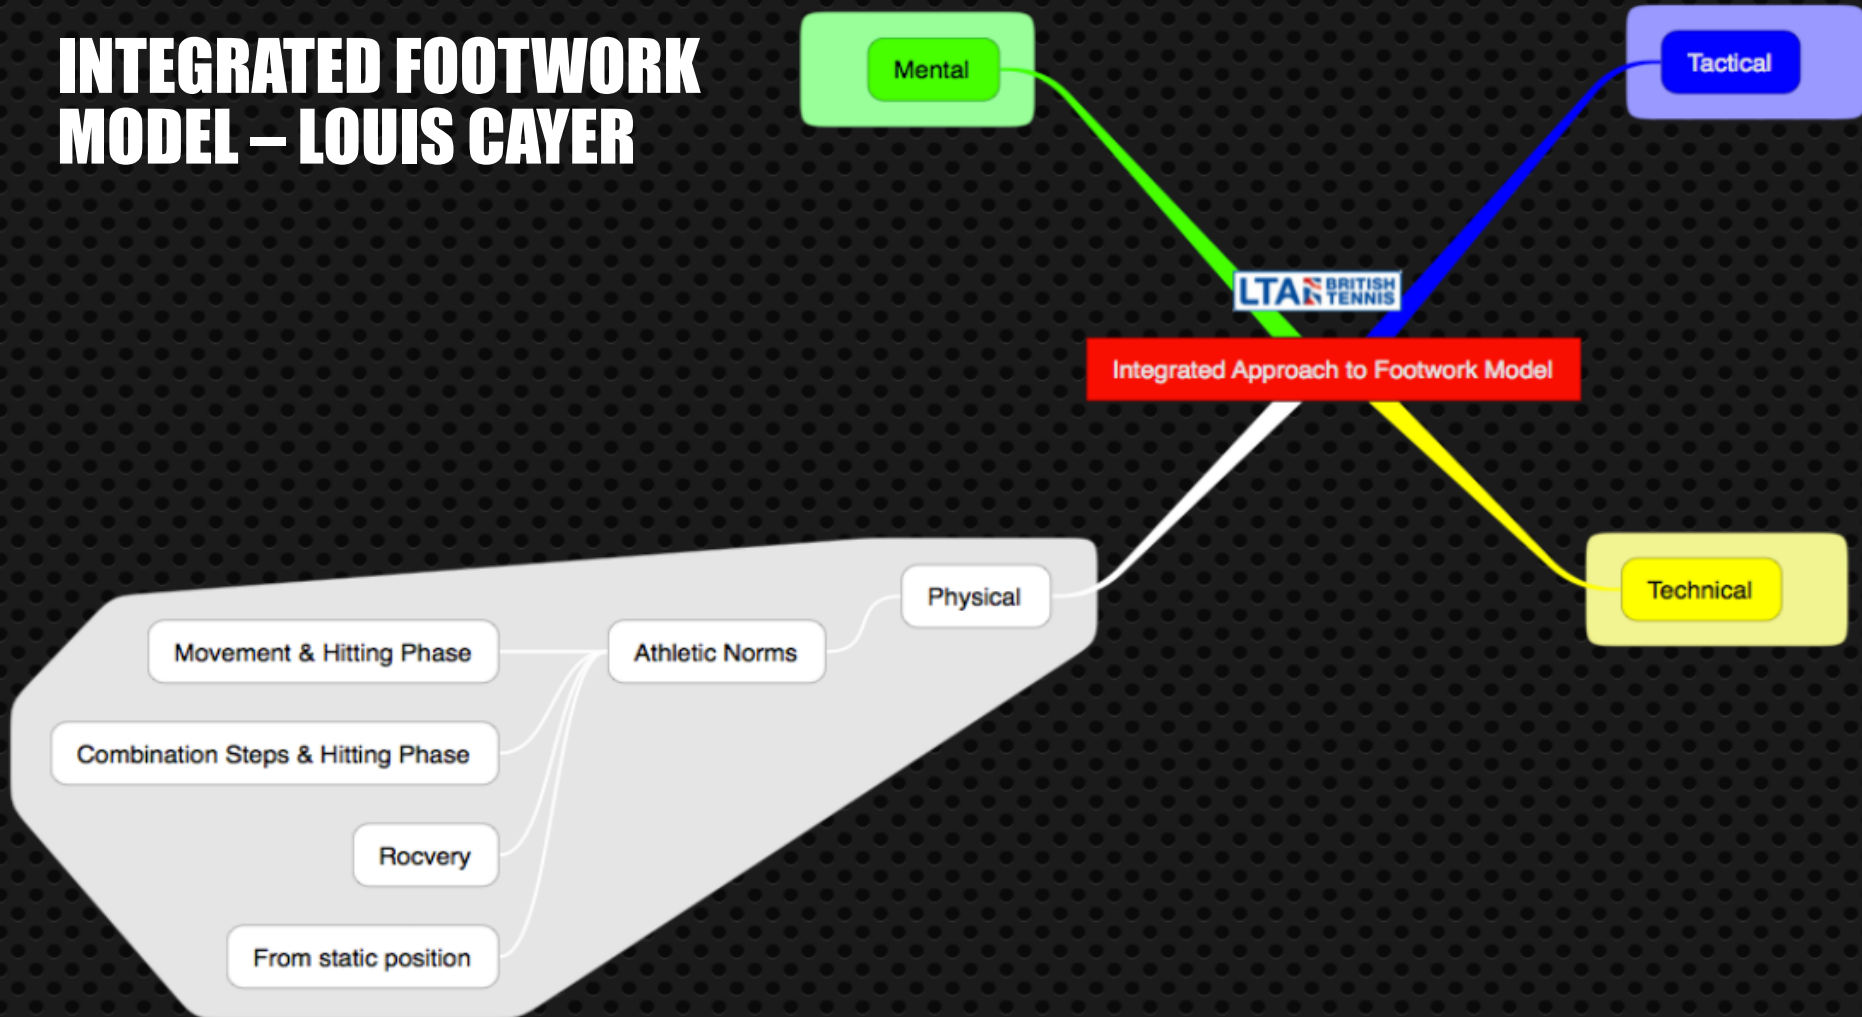 INTEGRATED FOOTWORK
MODEL – LOUIS CAYER
Mental
Tactical
LTA BRITISH
TENNIS
Integrated Approach to Footwork Model
Technical
Physical
Athletic Norms
Movement & Hitting Phase
Combination Steps & Hitting Phase
Rocvery
From static position